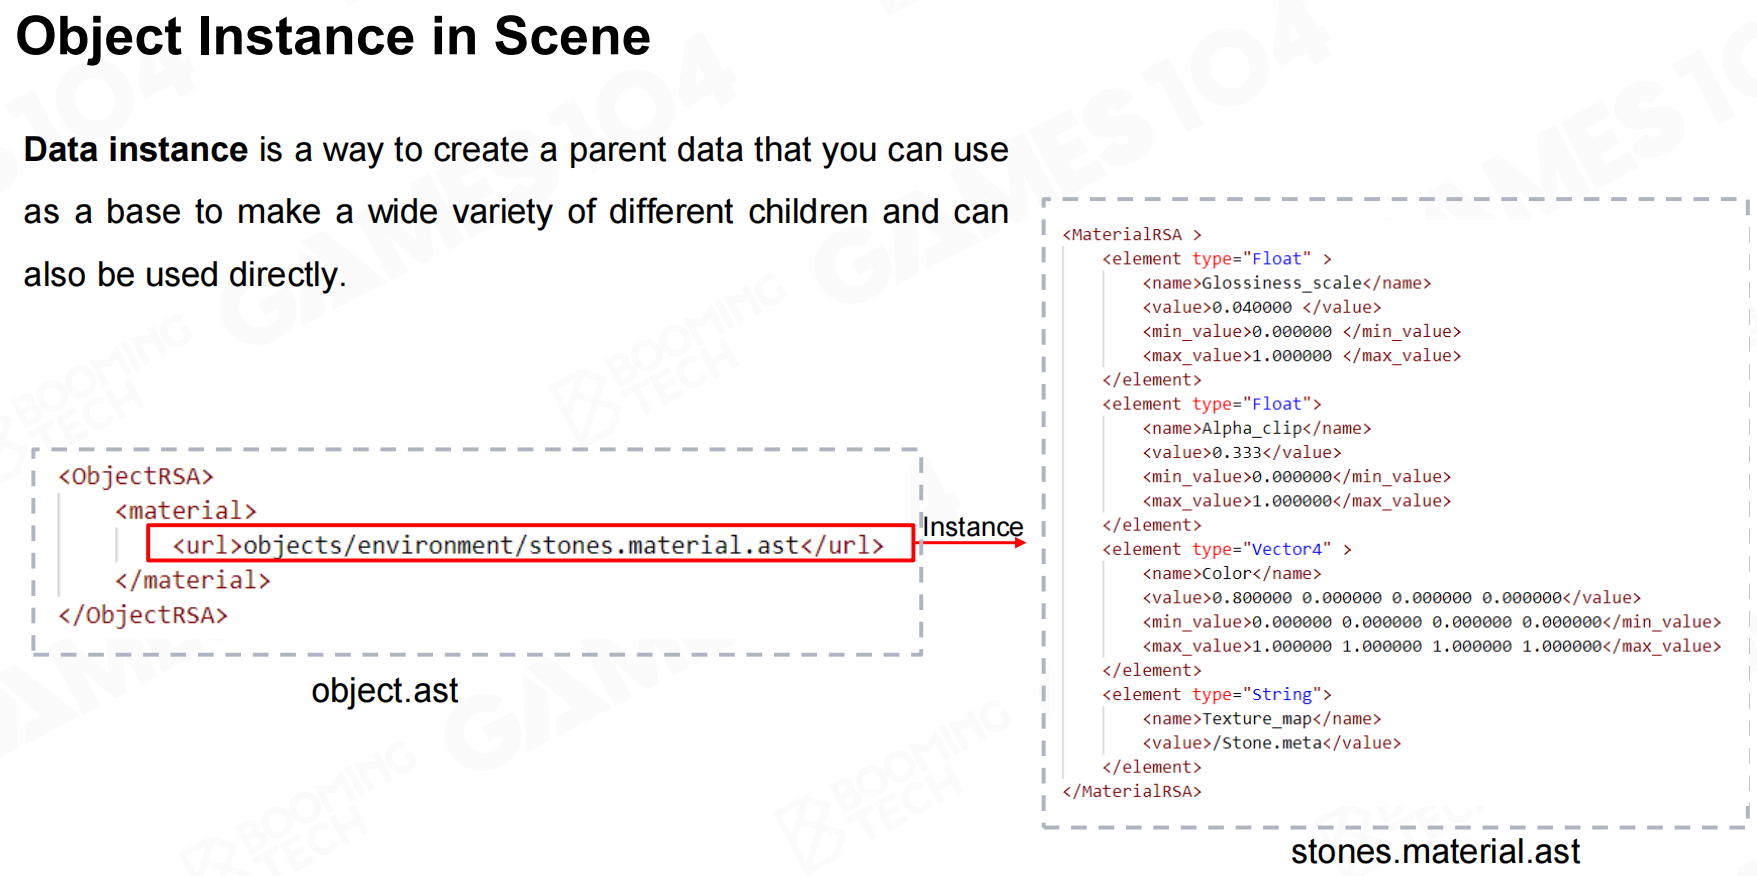 Object Instance in Scene
Data instance is a way to create a parent data that you can use
as a base to make a wide variety of different children and can
also be used directly.
<ObjectRSA>
<material>
<url>objects/environment/stones.material.ast</url>
</material>
</ObjectRSA>
object.ast
Instance
<MaterialRSA >
<element type="Float" >
<name>Glossiness_scale</name>
<value>0.040000 </value>
<min_value>0.000000 </min_value>
<max_value>1.000000 </max_value>
</element>
<element type="Float">
<name>Alpha_clip</name>
<value>0.333</value>
<min_value>0.000000</min_value>
<max_value>1.000000</max_value>
</element>
<element type="Vector4" >
<name>Color</name>
<value>0.800000 0.000000 0.000000 0.000000</value>
<min_value>0.000000 0.000000 0.000000 0.000000</min_value>
<max_value>1.000000 1.000000 1.000000 1.000000</max_value>
</element>
<element type="String">
<name>Texture_map</name>
<value>/Stone.meta</value>
</element>
</MaterialRSA>
stones.material.ast
GAMES 104
BOOMING
TECH